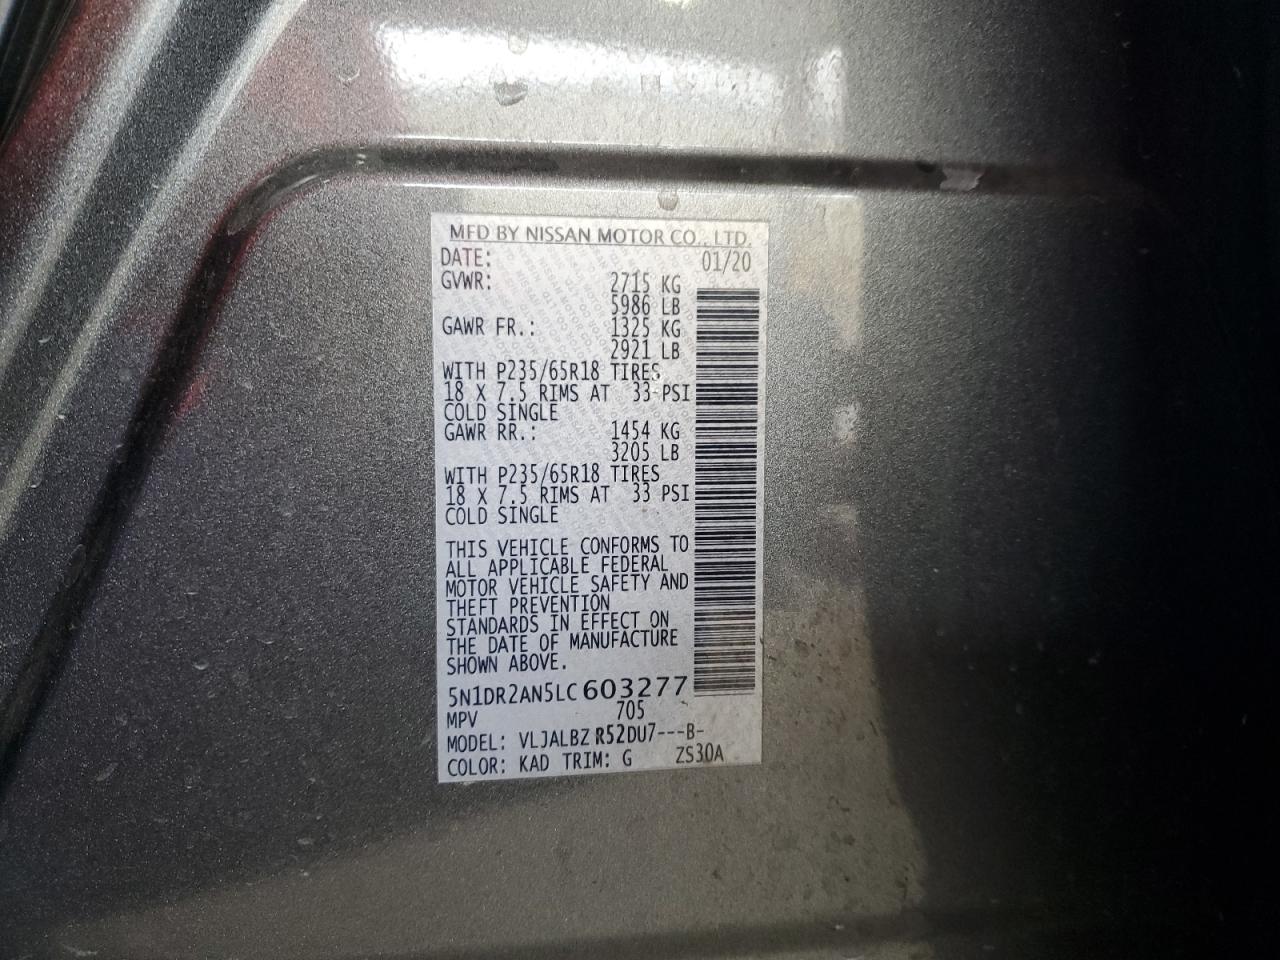 MFD BY NISSAN MOTOR CO., LTD.
DATE: 01/20
GVWR: 2715 KG
5986 LB
GAWR FR.: 1325 KG
2921 LB
WITH P235/65R18 TIRES
18 X 7.5 RIMS AT 33 PSI
COLD SINGLE
GAWR RR.: 1454 KG
3205 LB
WITH P235/65R18 TIRES
18 X 7.5 RIMS AT 33 PSI
COLD SINGLE
THIS VEHICLE CONFORMS TO
ALL APPLICABLE FEDERAL
MOTOR VEHICLE SAFETY AND
THEFT PREVENTION
STANDARDS IN EFFECT ON
THE DATE OF MANUFACTURE
SHOWN ABOVE.
5N1DR2AN5LC603277
MPV 705
MODEL: VLJALBZ R52DU7---B-
COLOR: KAD TRIM: G ZS30A